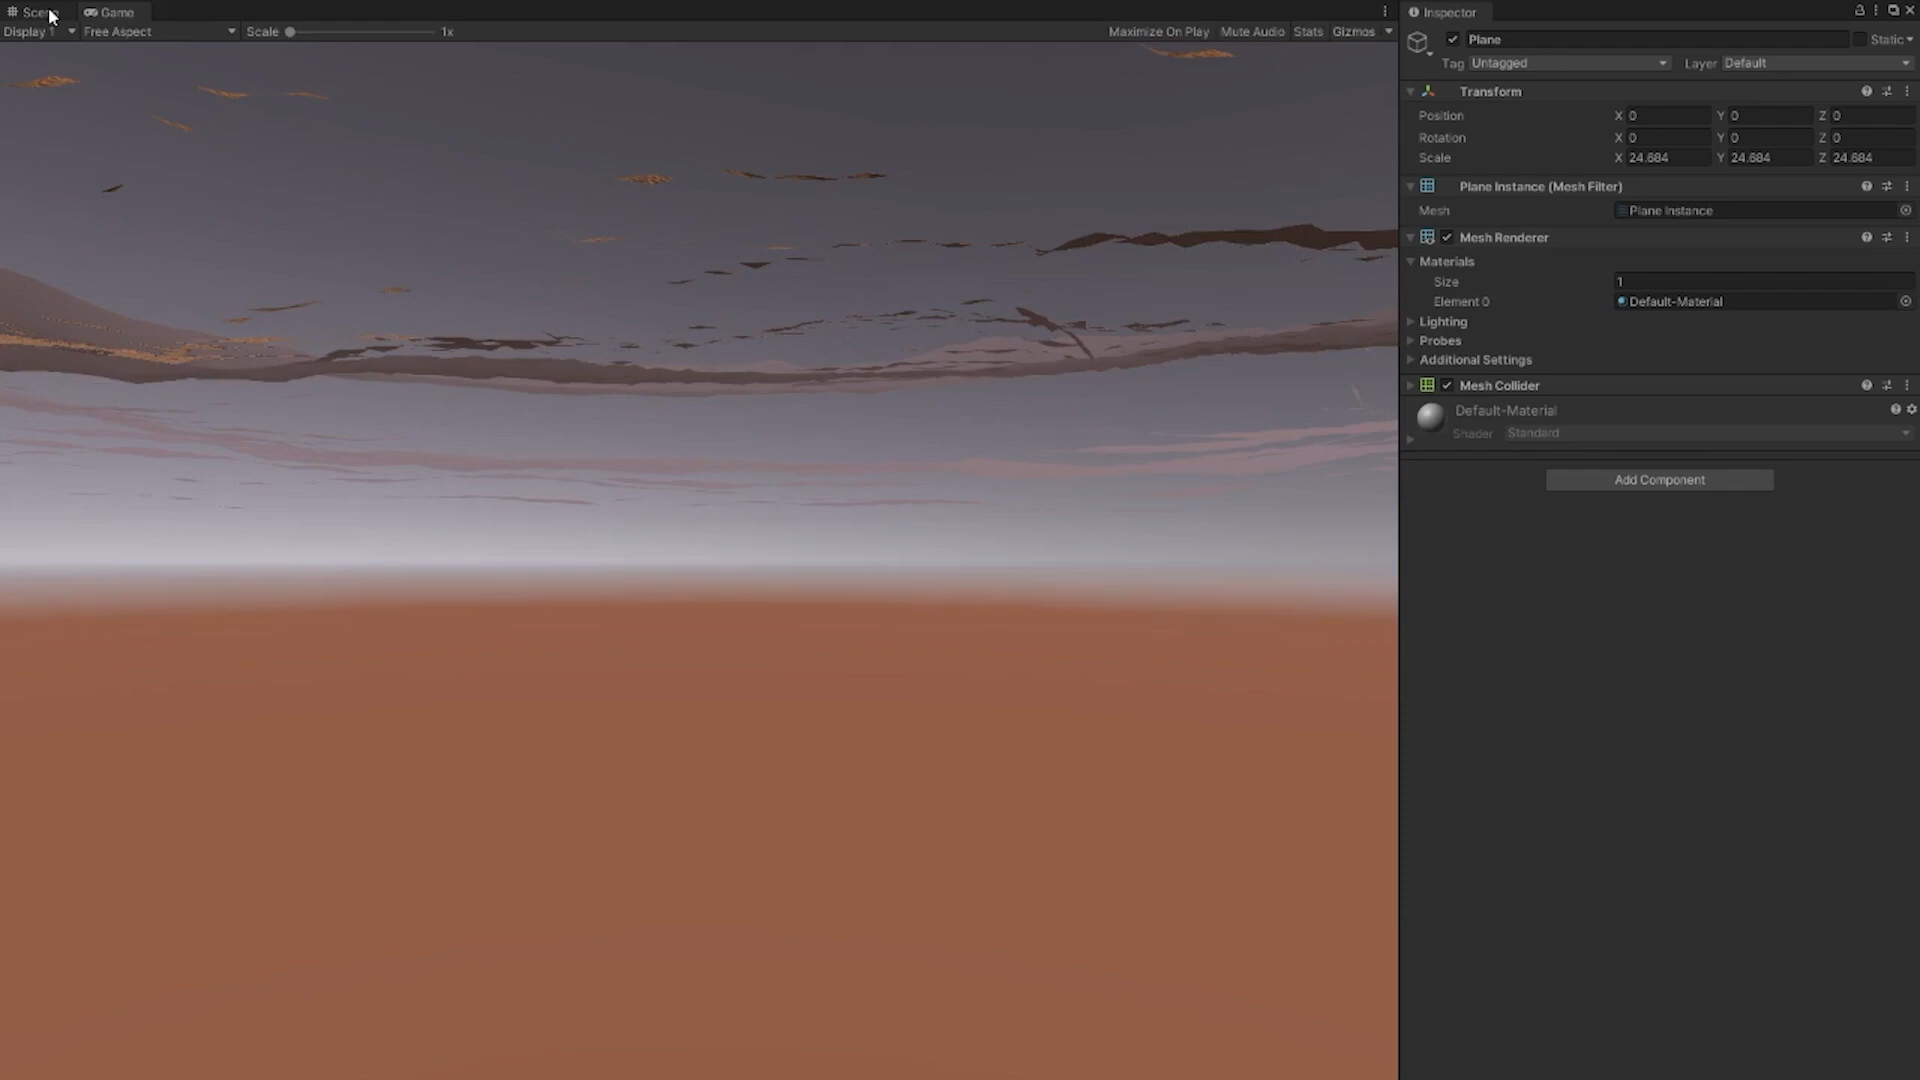 Scene Game
Display 1 Free Aspect Scale 1x Maximize On Play Mute Audio Stats Gizmos
Inspector
Plane Static
Tag Untagged Layer Default
Transform
Position X 0 Y 0 Z 0
Rotation X 0 Y 0 Z 0
Scale X 24.684 Y 24.684 Z 24.684
Plane Instance (Mesh Filter)
Mesh Plane Instance
Mesh Renderer
Materials
Size 1
Element 0 Default-Material
Lighting
Probes
Additional Settings
Mesh Collider
Default-Material
Shader Standard
Add Component